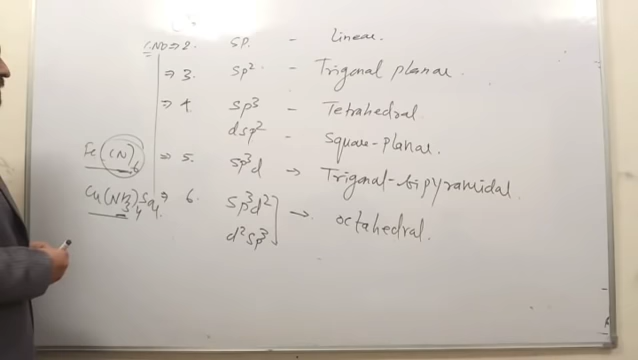 C.No ⇒ 2. sp. - Linear.
⇒ 3. sp² - Trigonal planar.
⇒ 4. sp³ - Tetrahedral
dsp² - Square-planar.
Fe(CN)6 ⇒ 5. sp³d → Trigonal-bipyramidal.
Cu(NH3)4 SO4. ⇒ 6. sp³d² → octahedral.
d²sp³